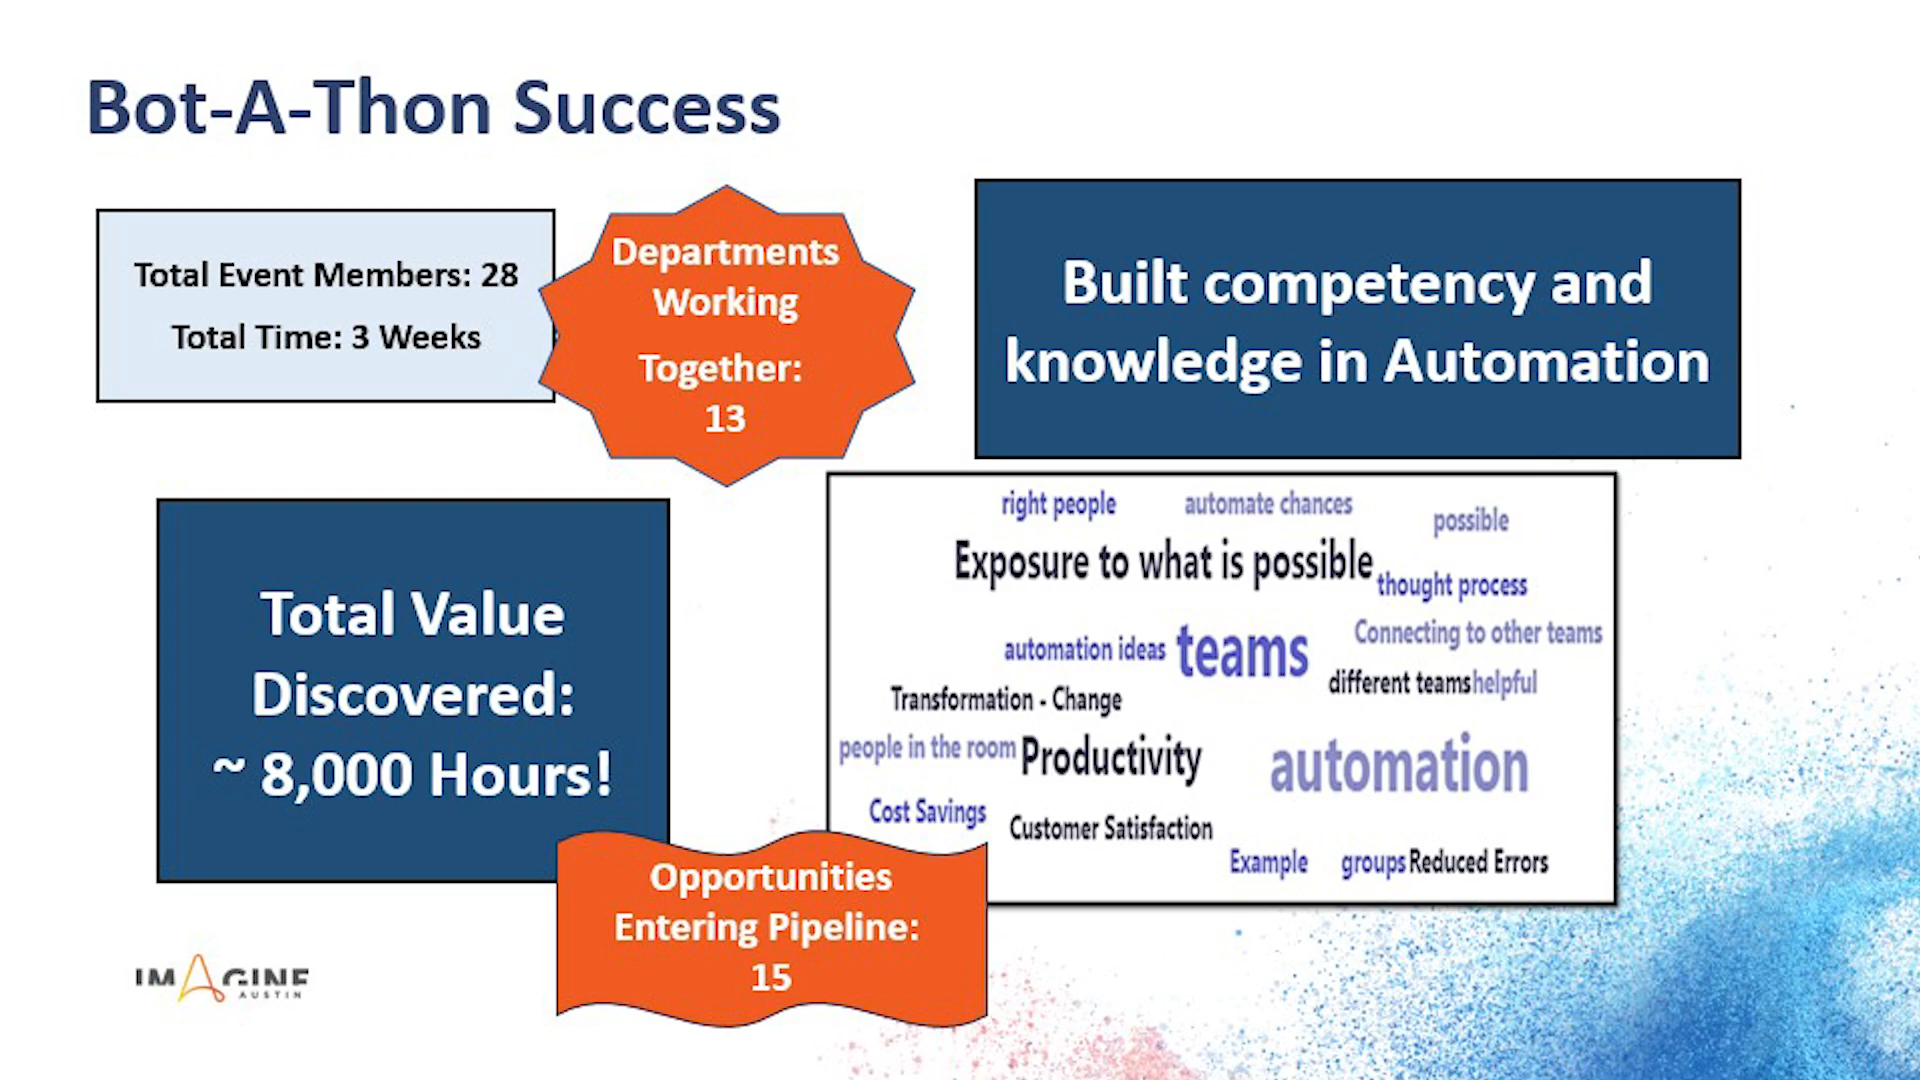 Bot-A-Thon Success
Total Event Members: 28
Total Time: 3 Weeks
Departments
Working
Together:
13
Built competency and
knowledge in Automation
Total Value
Discovered:
~ 8,000 Hours!
right people
automate chances
possible
Exposure to what is possible
thought process
Connecting to other teams
automation ideas
teams
different teams
helpful
Transformation - Change
people in the room
Productivity
automation
Cost Savings
Customer Satisfaction
Example
groups
Reduced Errors
Opportunities
Entering Pipeline:
15
IMAGINE
AUSTIN